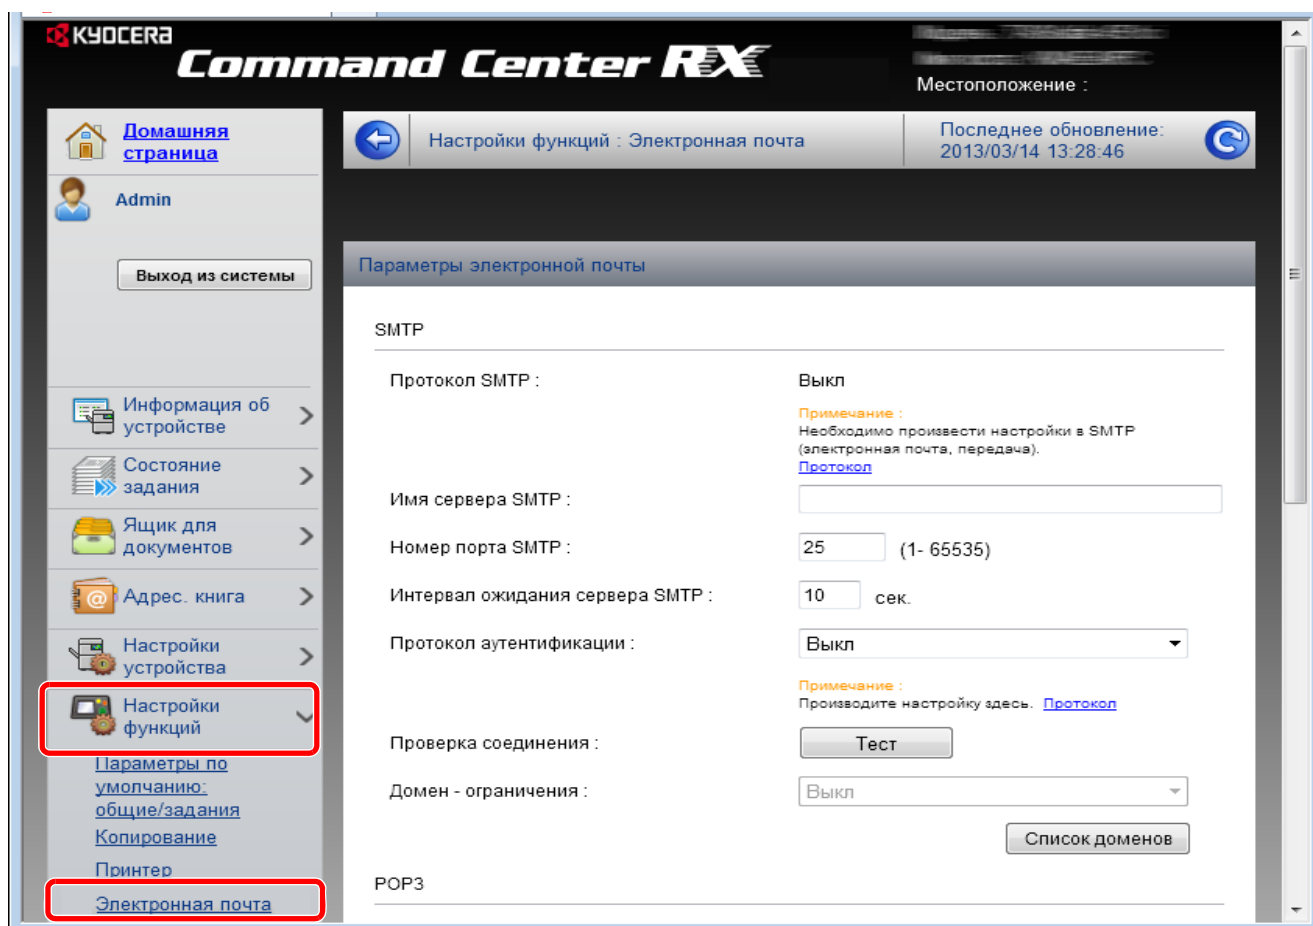 KYOCERA
Command Center RX
Местоположение :
Домашняя
страница
Настройки функций : Электронная почта
Последнее обновление:
2013/03/14 13:28:46
Admin
Выход из системы
Параметры электронной почты
SMTP
Протокол SMTP :
Выкл
Примечание :
Необходимо произвести настройки в SMTP
(электронная почта, передача).
Протокол
Имя сервера SMTP :
Номер порта SMTP :
25
(1- 65535)
Интервал ожидания сервера SMTP :
10
сек.
Протокол аутентификации :
Выкл
Примечание :
Производите настройку здесь. Протокол
Проверка соединения :
Тест
Домен - ограничения :
Выкл
Список доменов
POP3
Информация об
устройстве
Состояние
задания
Ящик для
документов
Адрес. книга
Настройки
устройства
Настройки
функций
Параметры по
умолчанию:
общие/задания
Копирование
Принтер
Электронная почта